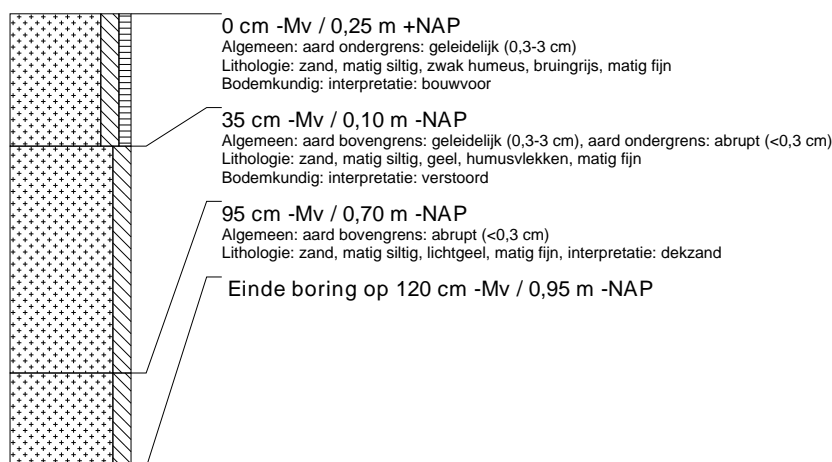 0 cm -Mv / 0,25 m +NAP
Algemeen: aard ondergrens: geleidelijk (0,3-3 cm)
Lithologie: zand, matig siltig, zwak humeus, bruingrijs, matig fijn
Bodemkundig: interpretatie: bouwvoor
35 cm -Mv / 0,10 m -NAP
Algemeen: aard bovengrens: geleidelijk (0,3-3 cm), aard ondergrens: abrupt (<0,3 cm)
Lithologie: zand, matig siltig, geel, humusvlekken, matig fijn
Bodemkundig: interpretatie: verstoord
95 cm -Mv / 0,70 m -NAP
Algemeen: aard bovengrens: abrupt (<0,3 cm)
Lithologie: zand, matig siltig, lichtgeel, matig fijn, interpretatie: dekzand
Einde boring op 120 cm -Mv / 0,95 m -NAP